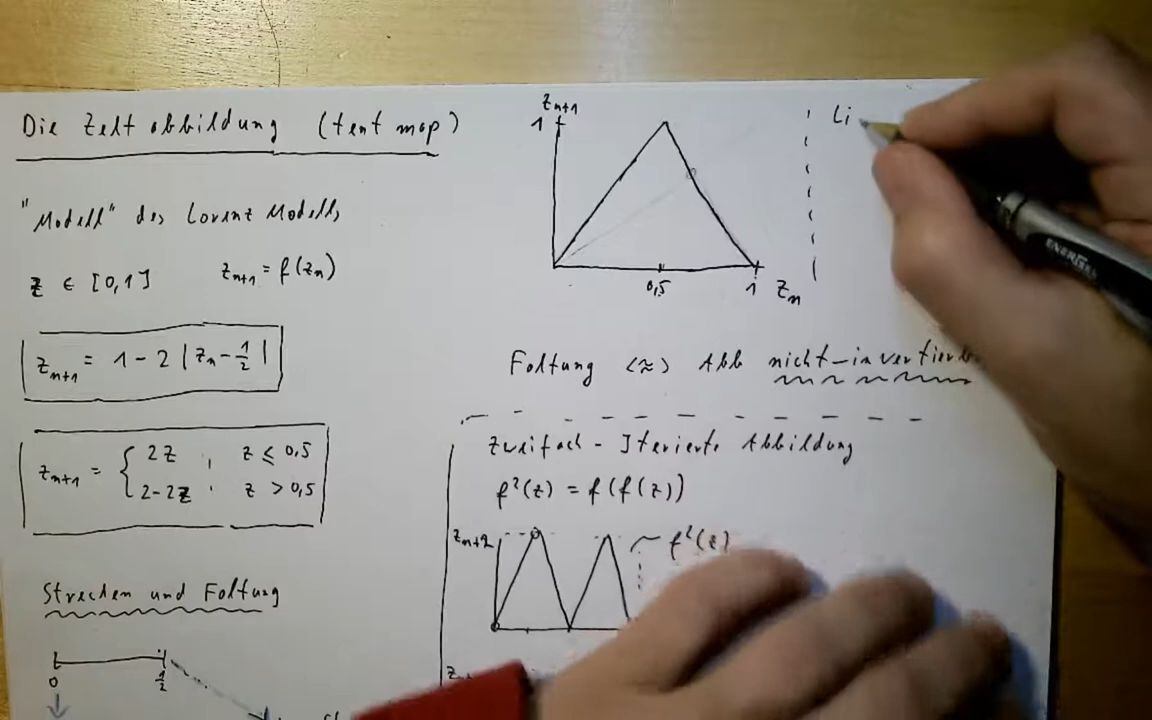 Die Zeltabbildung (tent map)
"Modell" des Lorenz Modells
z ∈ [0,1] z_{n+1} = f(z_n)
z_{n+1} = 1 - 2 | z_n - 1/2 |
z_{n+1} = { 2z , z ≤ 0,5
2-2z , z > 0,5
Strecken und Faltung
0 1/2
z_{n+1}
1
0,5 1 z_n
Li
Faltung <≈> Abb nicht-invertierb
Zweifach - Iterierte Abbildung
f²(z) = f(f(z))
z_{n+2} f²(z)
ENERGEL